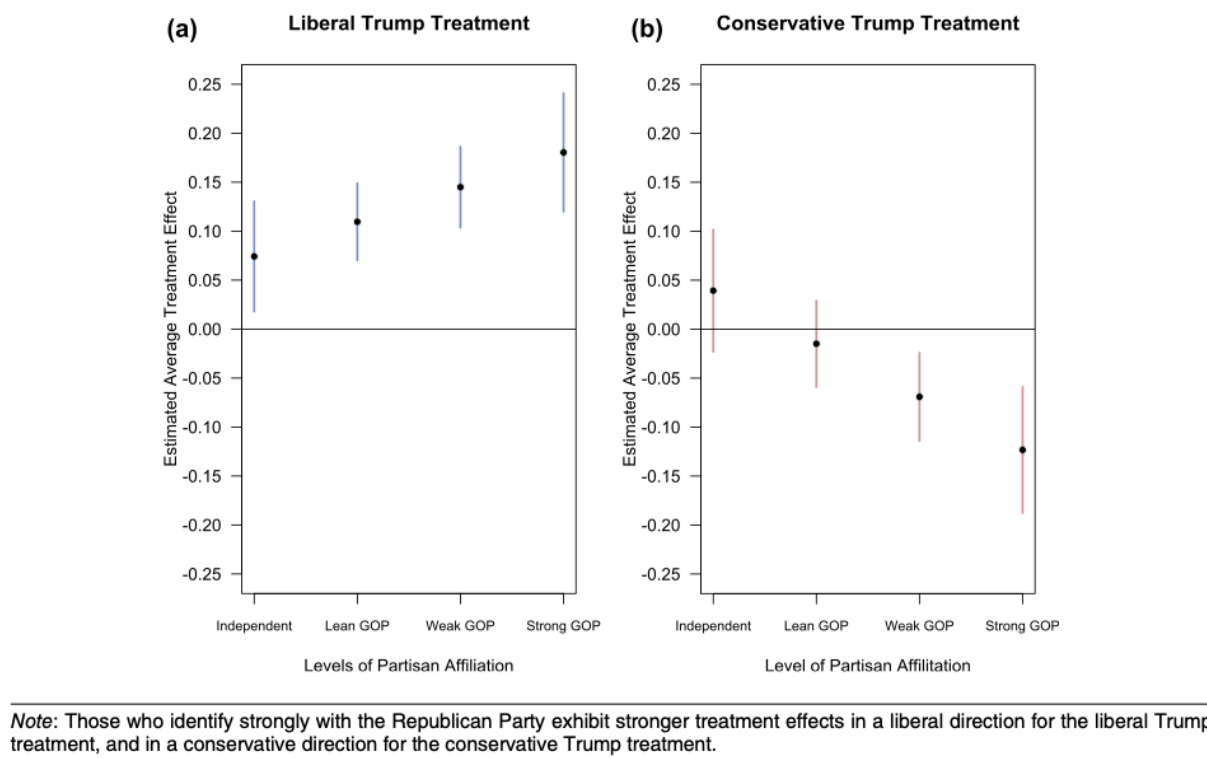 (a) Liberal Trump Treatment
0.25
0.20
0.15
0.10
0.05
0.00
-0.05
-0.10
-0.15
-0.20
-0.25
Estimated Average Treatment Effect
Independent Lean GOP Weak GOP Strong GOP
Levels of Partisan Affiliation
(b) Conservative Trump Treatment
0.25
0.20
0.15
0.10
0.05
0.00
-0.05
-0.10
-0.15
-0.20
-0.25
Estimated Average Treatment Effect
Independent Lean GOP Weak GOP Strong GOP
Level of Partisan Affilitation
Note: Those who identify strongly with the Republican Party exhibit stronger treatment effects in a liberal direction for the liberal Trump
treatment, and in a conservative direction for the conservative Trump treatment.